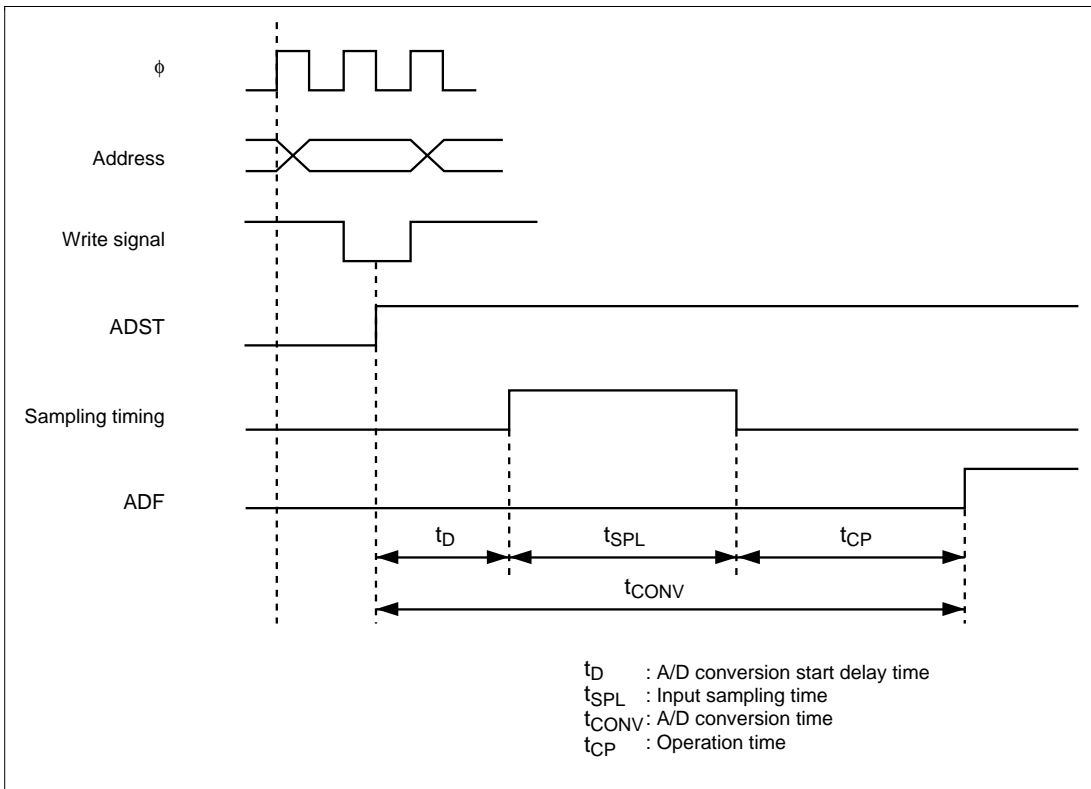 ϕ
Address
Write signal
ADST
Sampling timing
ADF
tD tSPL tCP
tCONV
tD : A/D conversion start delay time
tSPL : Input sampling time
tCONV : A/D conversion time
tCP : Operation time